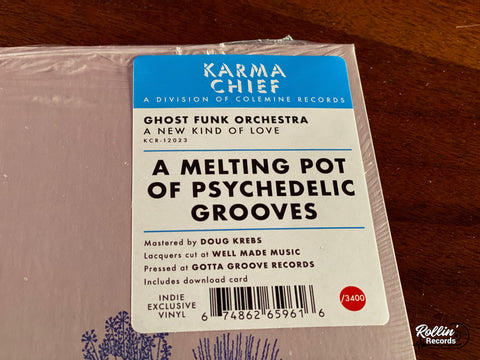 KARMA
CHIEF
A DIVISION OF COLEMINE RECORDS
GHOST FUNK ORCHESTRA
A NEW KIND OF LOVE
KCR-12023
A MELTING POT
OF PSYCHEDELIC
GROOVES
Mastered by DOUG KREBS
Lacquers cut at WELL MADE MUSIC
Pressed at GOTTA GROOVE RECORDS
Includes download card
INDIE
EXCLUSIVE
VINYL
6 74862 65961 6
/3400
Rollin'
Records